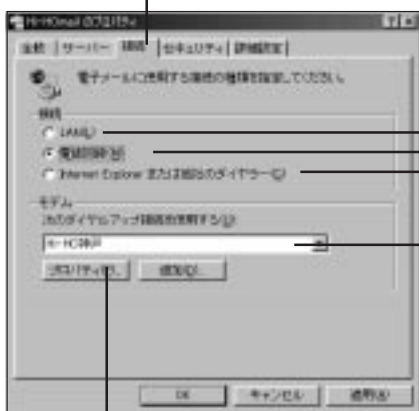 Hi-HOmail のプロパティ
全般 サーバー 接続 セキュリティ 詳細設定
電子メールに使用する接続の種類を指定してください。
接続
LAN(L)
電話回線(H)
Internet Explorer または他社のダイヤラー(I)
モデム
次のダイヤルアップ接続を使用する(U)
Hi-HO神戸
プロパティ(R)... 追加(D)...
OK キャンセル 適用(A)